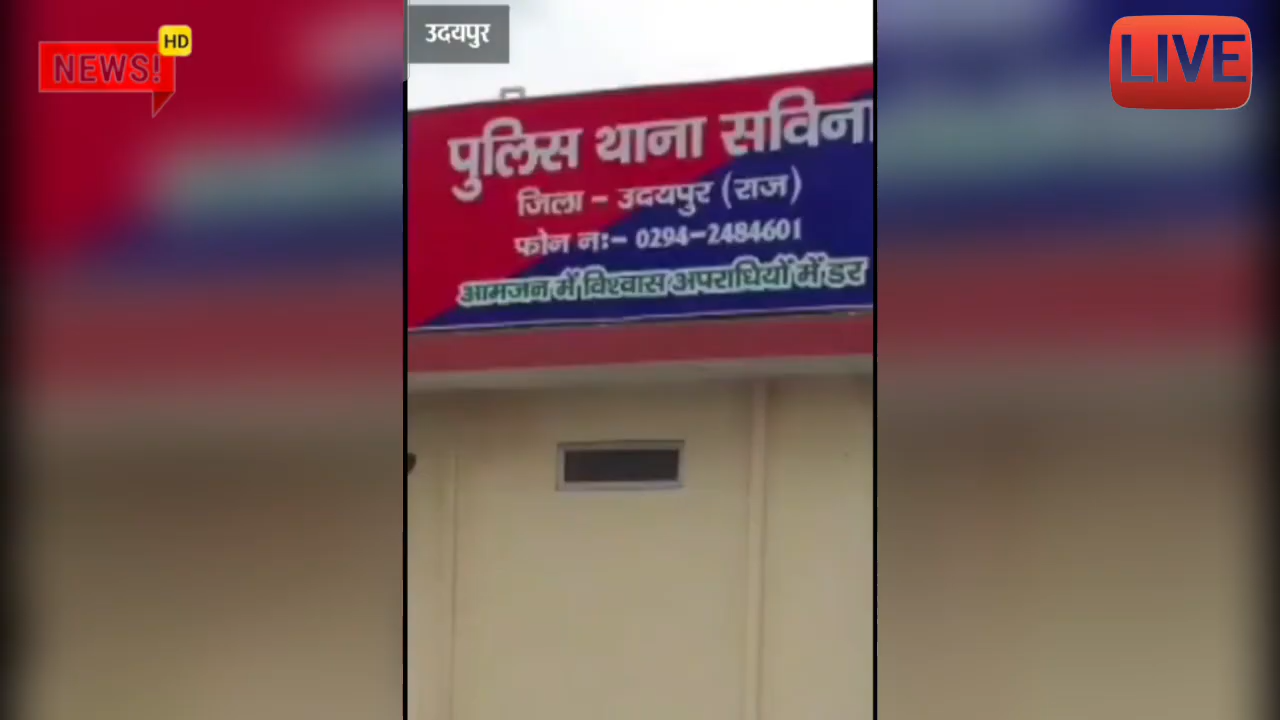 NEWS!
HD
LIVE
उदयपुर
पुलिस थाना सविना
जिला - उदयपुर (राज)
फोन नः- 0294-2484601
आमजन में विश्वास अपराधियों में डर